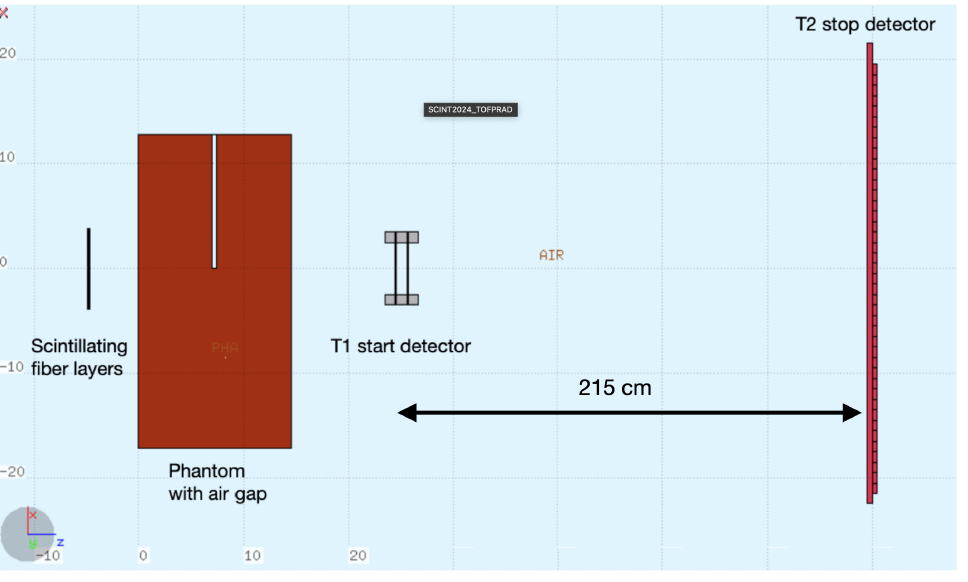 X
T2 stop detector
20
SCINT2024_TOFPRAD
10
0
AIR
Scintillating
fiber layers
PHA
T1 start detector
-10
215 cm
Phantom
with air gap
-20
x
y
z
-10
0
10
20